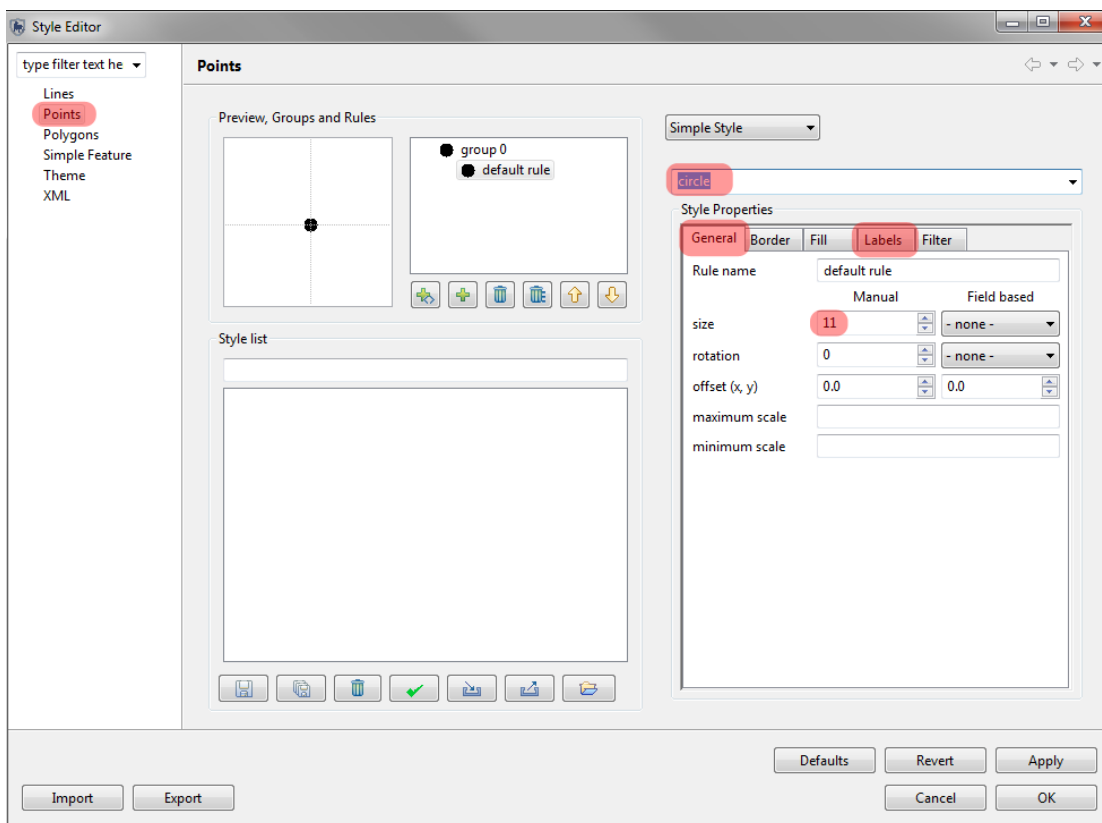 Style Editor
type filter text he
Points
Lines
Points
Polygons
Simple Feature
Theme
XML
Preview, Groups and Rules
group 0
default rule
Style list
Simple Style
circle
Style Properties
General Border Fill Labels Filter
Rule name default rule
Manual Field based
size 11 - none -
rotation 0 - none -
offset (x, y) 0.0 0.0
maximum scale
minimum scale
Defaults Revert Apply
Import Export Cancel OK